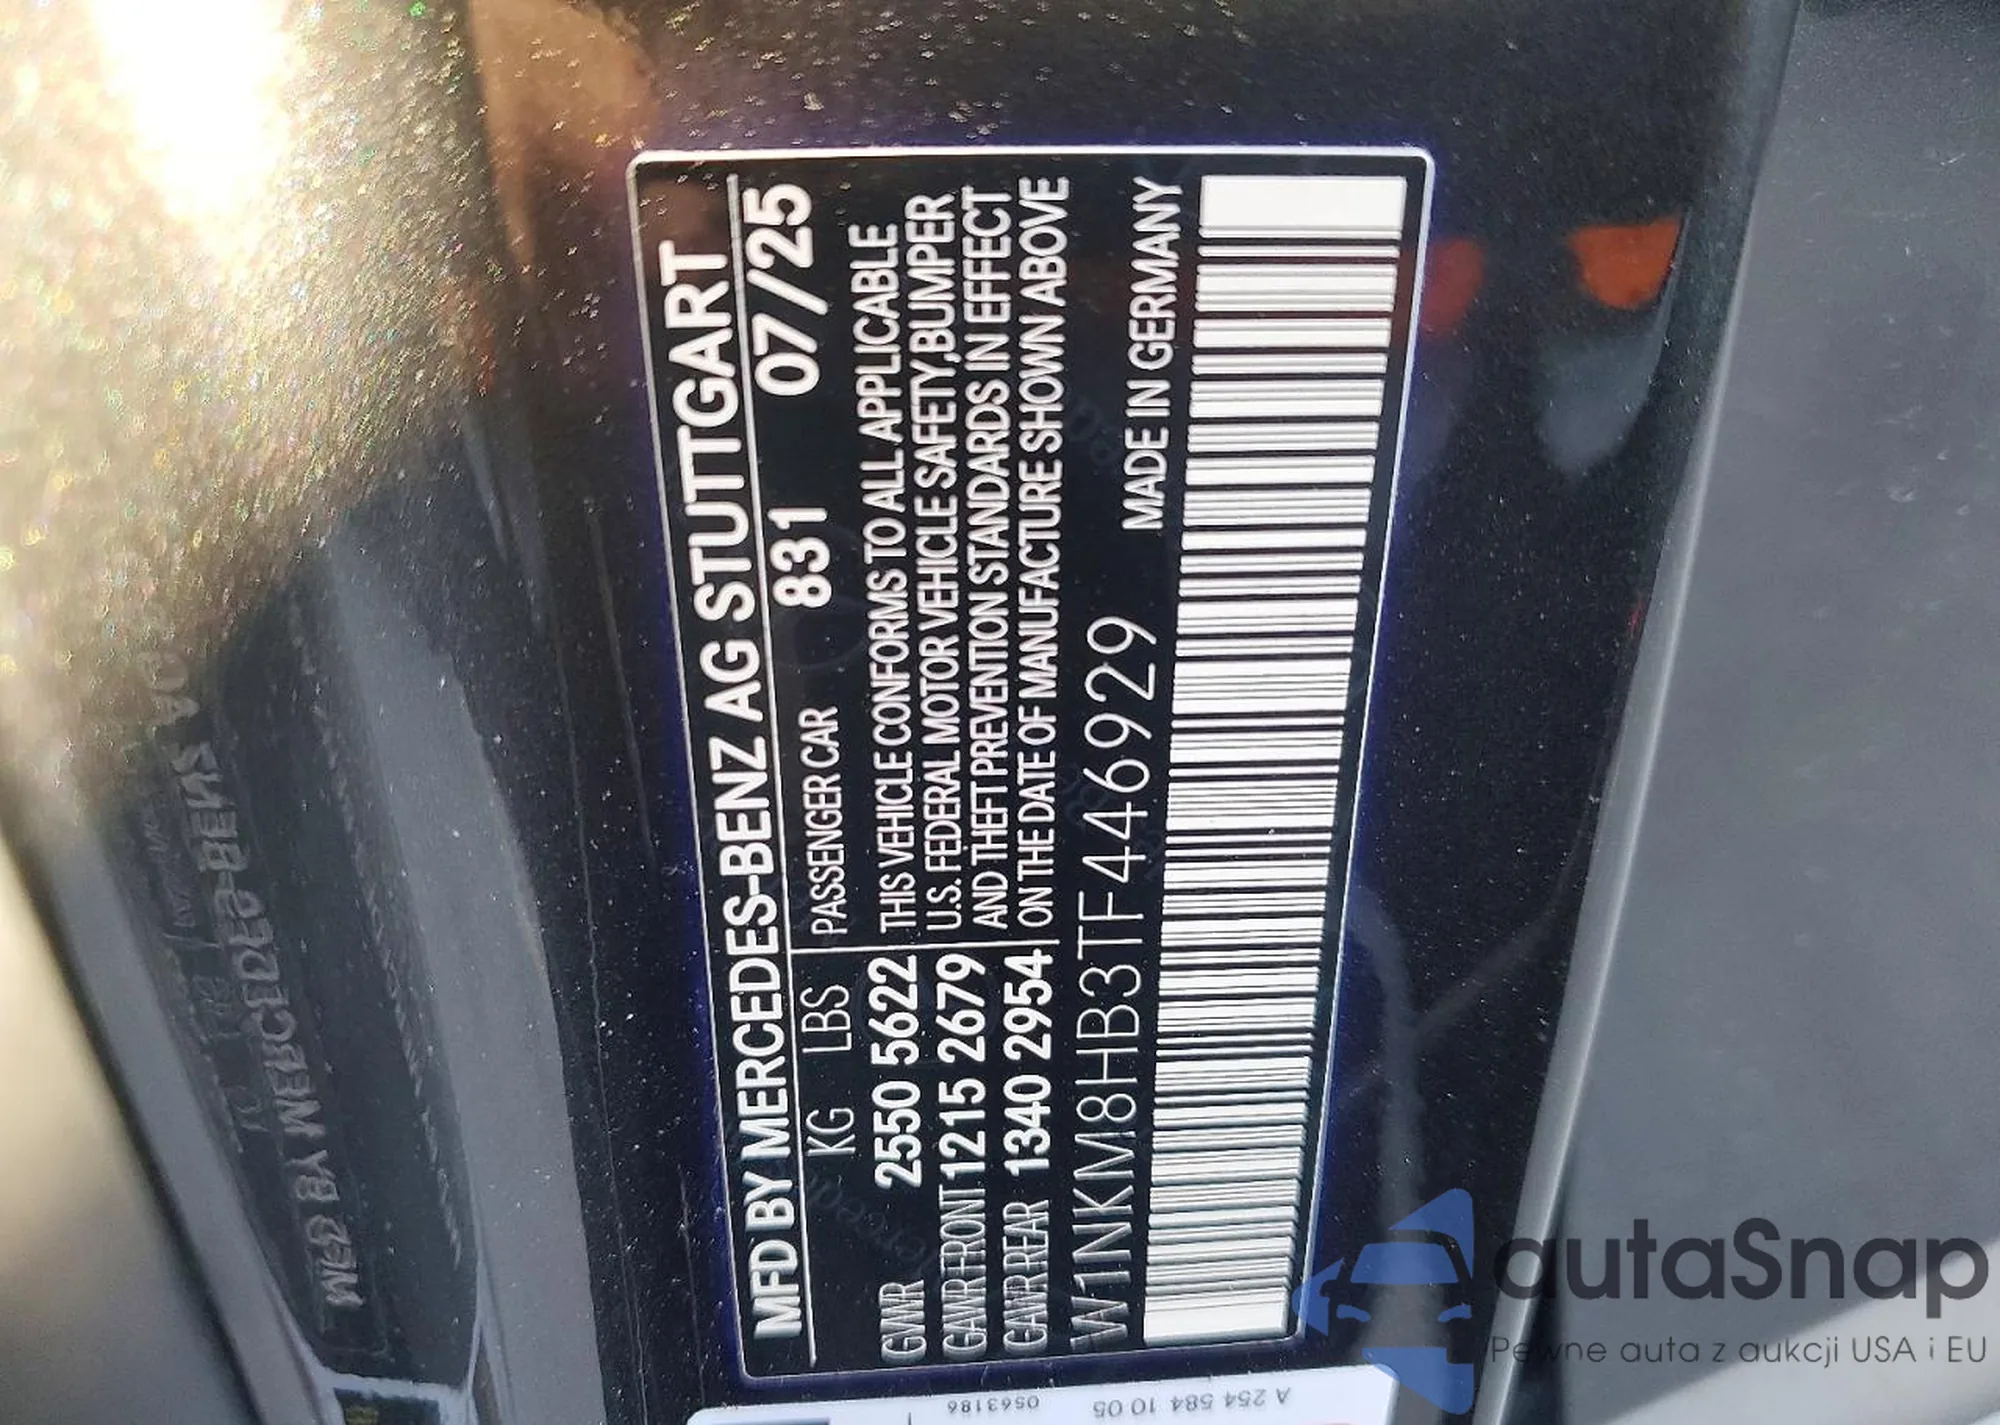 MFD BY MERCEDES-BENZ AG STUTTGART
KG LBS PASSENGER CAR 831 07/25
GVWR 2550 5622 THIS VEHICLE CONFORMS TO ALL APPLICABLE
GAWR FRONT 1215 2679 U.S. FEDERAL MOTOR VEHICLE SAFETY,BUMPER
AND THEFT PREVENTION STANDARDS IN EFFECT
GAWR REAR 1340 2954 ON THE DATE OF MANUFACTURE SHOWN ABOVE
MADE IN GERMANY
W1NKM8HB3TF446929
A 254 584 10 05
0563186
autaSnap
Pewne auta z aukcji USA i EU